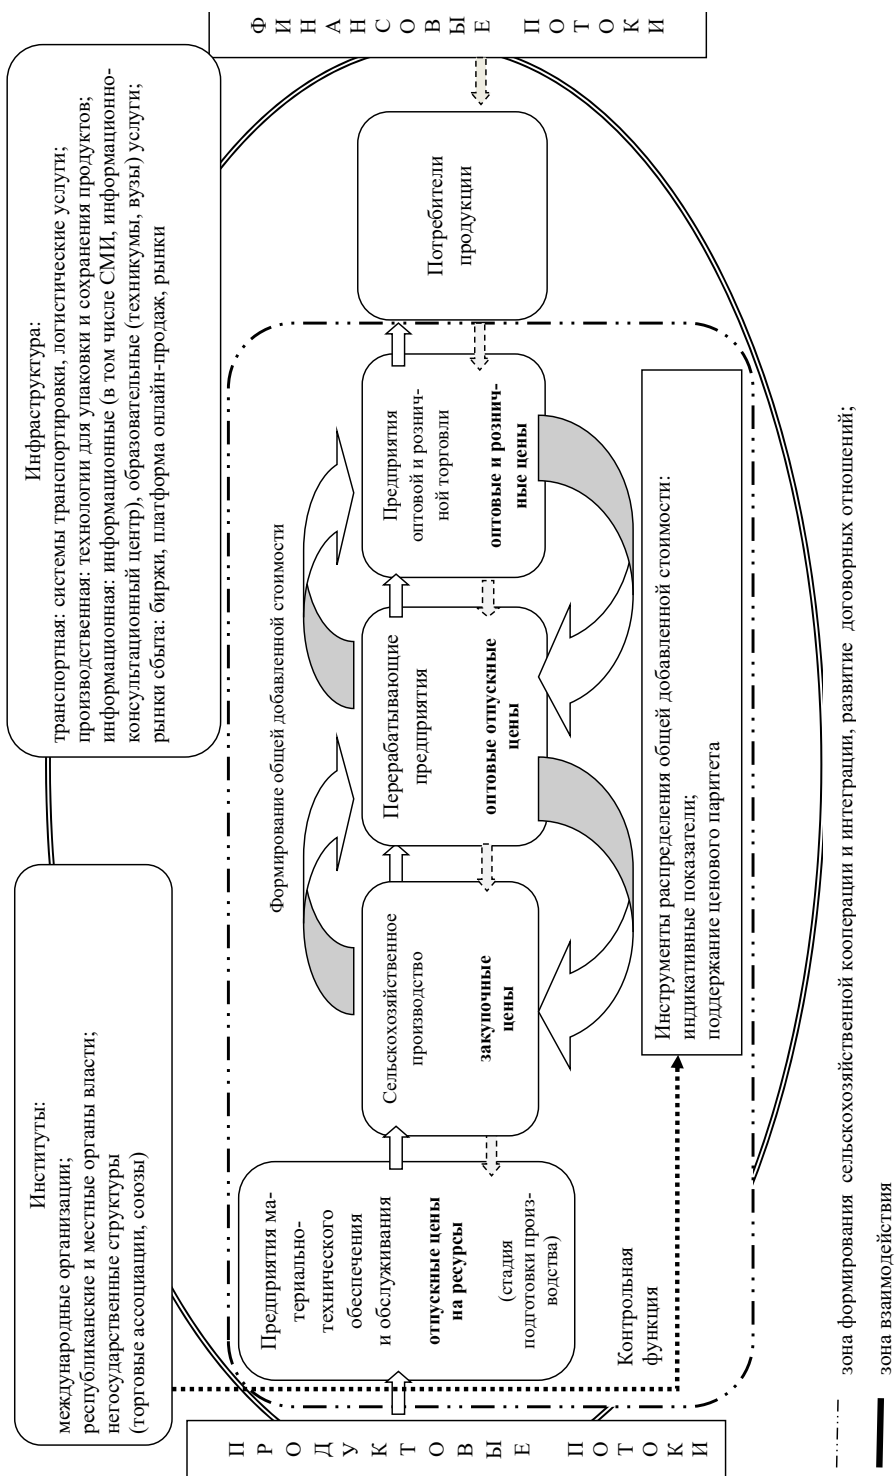 Институты:
международные организации;
республиканские и местные органы власти;
негосударственные структуры
(торговые ассоциации, союзы)
Инфраструктура:
транспортная: системы транспортировки, логистические услуги;
производственная: технологии для упаковки и сохранения продуктов;
информационная: информационные (в том числе СМИ, информационно-
консультационный центр), образовательные (техникумы, вузы) услуги;
рынки сбыта: биржи, платформа онлайн-продаж, рынки
ПРОДУКТОВЫЕ ПОТОКИ
Формирование общей добавленной стоимости
Предприятия ма-
териально-
технического
обеспечения
и обслуживания
отпускные цены
на ресурсы
(стадия
подготовки произ-
водства)
Сельскохозяйственное
производство
закупочные
цены
Перерабатывающие
предприятия
оптовые отпускные
цены
Предприятия
оптовой и рознич-
ной торговли
оптовые и рознич-
ные цены
Потребители
продукции
ФИНАНСОВЫЕ ПОТОКИ
Контрольная
функция
Инструменты распределения общей добавленной стоимости:
индикативные показатели;
поддержание ценового паритета
зона формирования сельскохозяйственной кооперации и интеграции, развитие договорных отношений;
зона взаимодействия